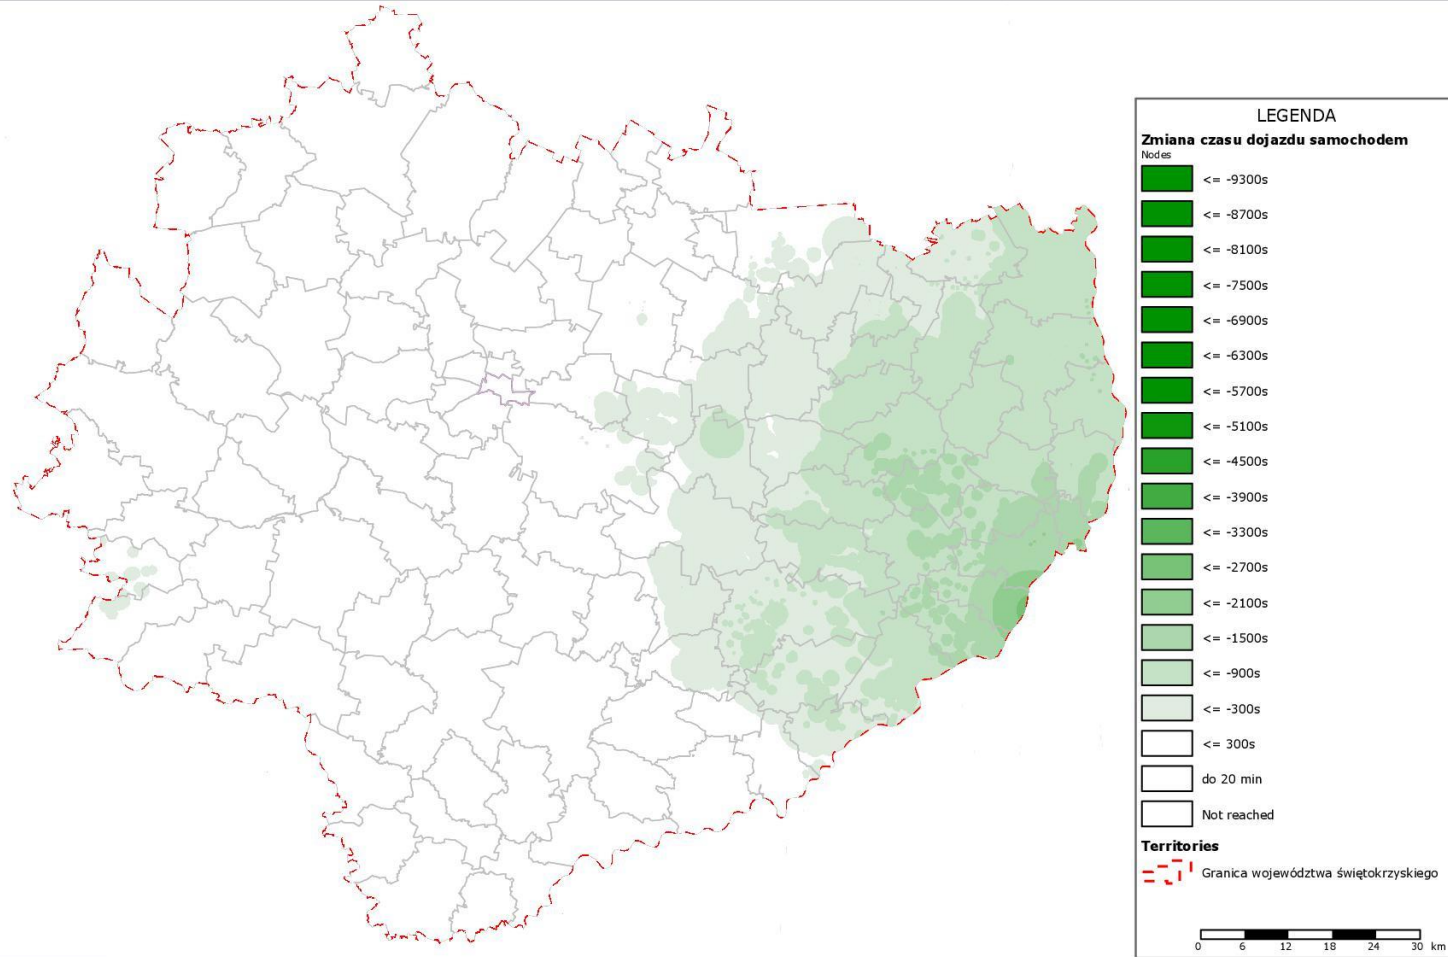 LEGENDA
Zmiana czasu dojazdu samochodem
Nodes
<= -9300s
<= -8700s
<= -8100s
<= -7500s
<= -6900s
<= -6300s
<= -5700s
<= -5100s
<= -4500s
<= -3900s
<= -3300s
<= -2700s
<= -2100s
<= -1500s
<= -900s
<= -300s
<= 300s
do 20 min
Not reached
Territories
Granica województwa świętokrzyskiego
0 6 12 18 24 30 km